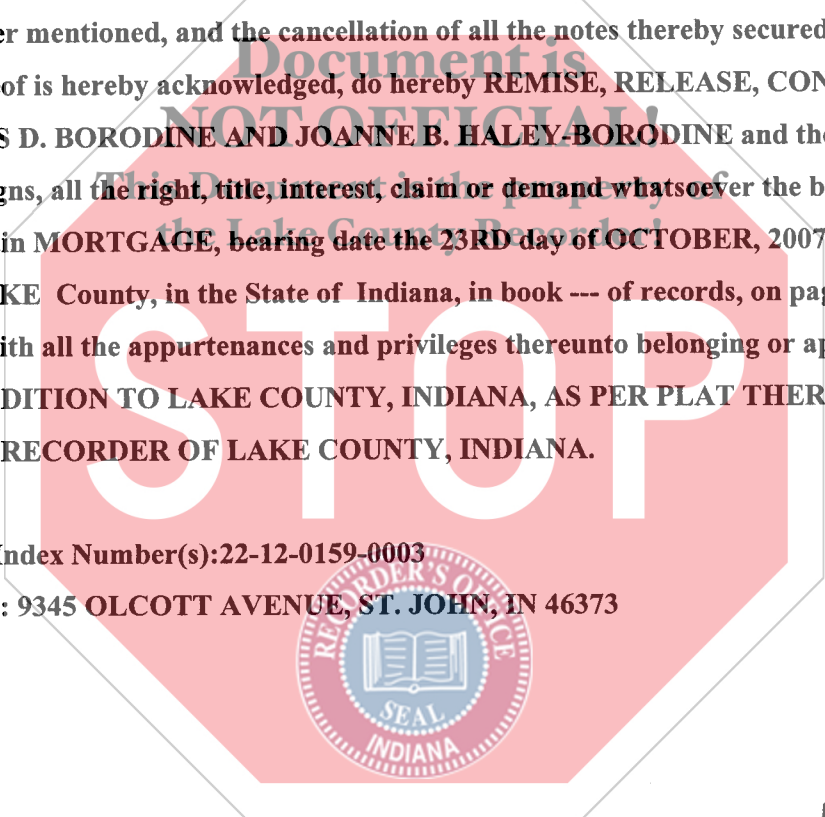 er mentioned, and the cancellation of all the notes thereby secured
Document is
of is hereby acknowledged, do hereby REMISE, RELEASE, CON
NOT OFFICIAL!
S D. BORODINE AND JOANNE B. HALEY-BORODINE and the
This Document is the property of
gns, all the right, title, interest, claim or demand whatsoever the b
the Lake County Recorder!
in MORTGAGE, bearing date the 23RD day of OCTOBER, 2007
KE County, in the State of Indiana, in book --- of records, on pag
ith all the appurtenances and privileges thereunto belonging or ap
STOP
DITION TO LAKE COUNTY, INDIANA, AS PER PLAT THER
RECORDER OF LAKE COUNTY, INDIANA.
Index Number(s):22-12-0159-0003
: 9345 OLCOTT AVENUE, ST. JOHN, IN 46373
RECORDER'S OFFICE
SEAL
INDIANA